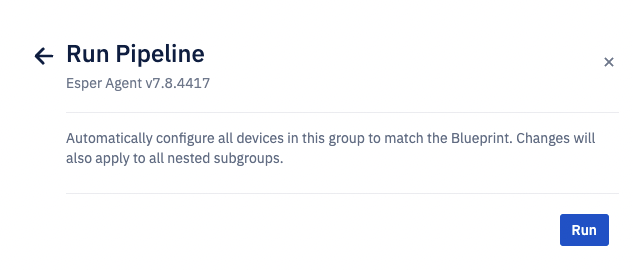 Run Pipeline
Esper Agent v7.8.4417
Automatically configure all devices in this group to match the Blueprint. Changes will
also apply to all nested subgroups.
Run